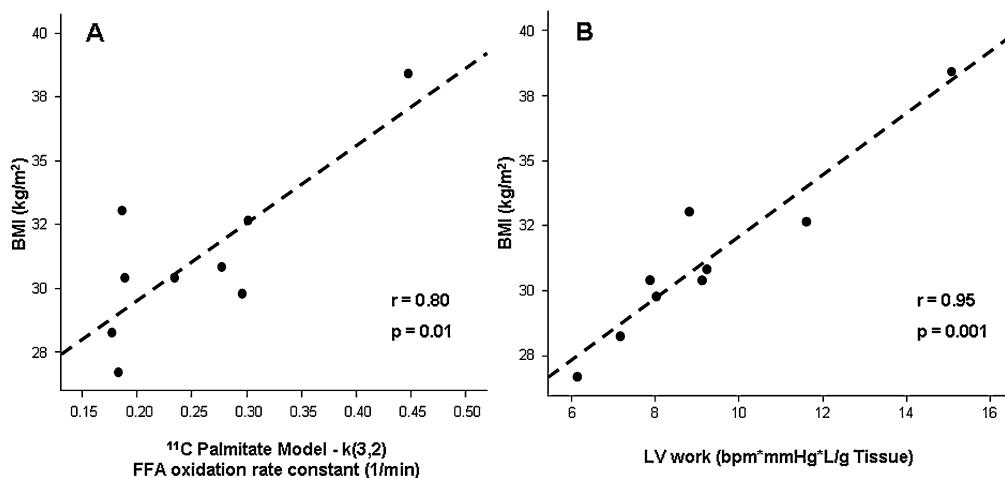 A
40
38
35
32
30
28
BMI (kg/m²)
r = 0.80
p = 0.01
0.15 0.20 0.25 0.30 0.35 0.40 0.45 0.50
¹¹C Palmitate Model - k(3,2)
FFA oxidation rate constant (1/min)
B
40
38
35
32
30
28
BMI (kg/m²)
r = 0.95
p = 0.001
6 8 10 12 14 16
LV work (bpm*mmHg*L/g Tissue)